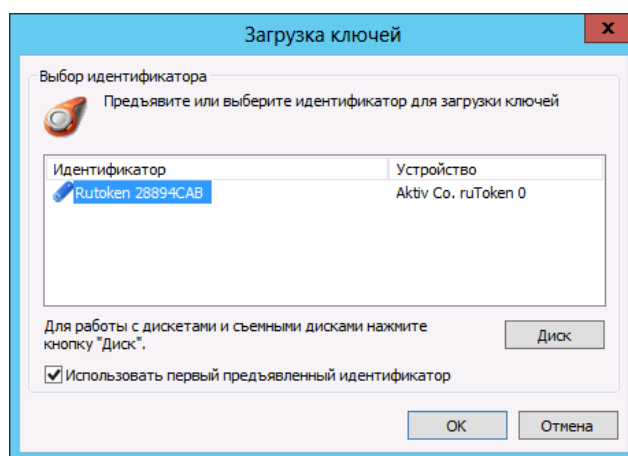 Загрузка ключей
x
Выбор идентификатора
Предъявите или выберите идентификатор для загрузки ключей
Идентификатор Устройство
Rutoken 28894CAB Aktiv Co. ruToken 0
Для работы с дискетами и съемными дисками нажмите
кнопку "Диск".
Диск
Использовать первый предъявленный идентификатор
OK Отмена